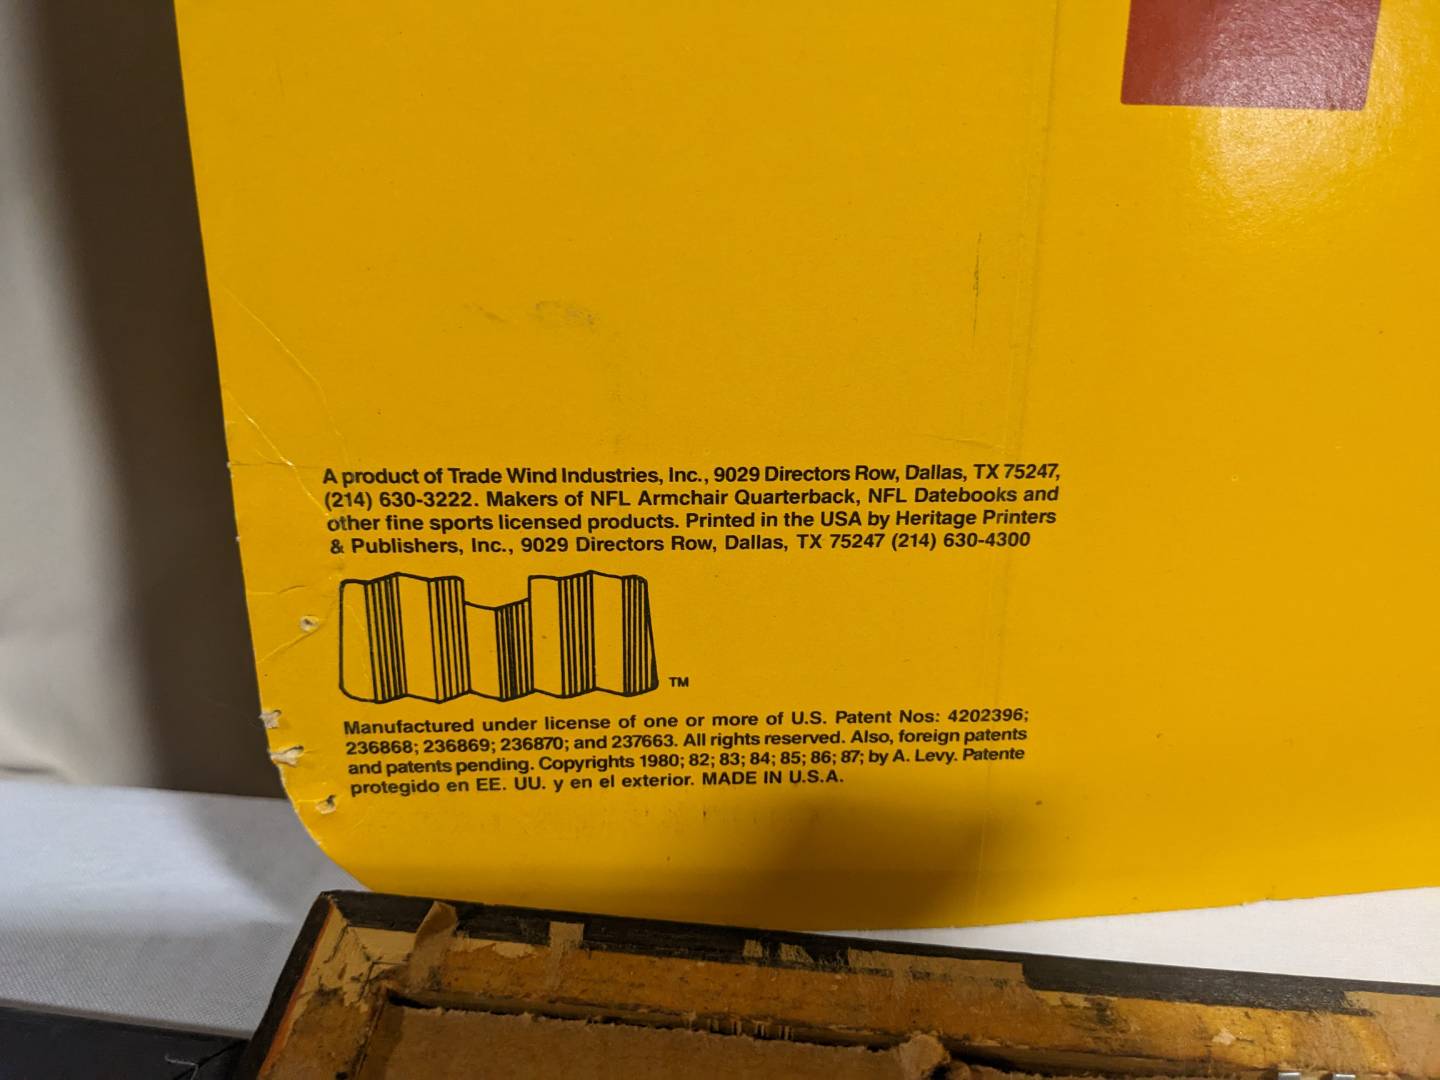 A product of Trade Wind Industries, Inc., 9029 Directors Row, Dallas, TX 75247,
(214) 630-3222. Makers of NFL Armchair Quarterback, NFL Datebooks and
other fine sports licensed products. Printed in the USA by Heritage Printers
& Publishers, Inc., 9029 Directors Row, Dallas, TX 75247 (214) 630-4300
TM
Manufactured under license of one or more of U.S. Patent Nos: 4202396;
236868; 236869; 236870; and 237663. All rights reserved. Also, foreign patents
and patents pending. Copyrights 1980; 82; 83; 84; 85; 86; 87; by A. Levy. Patente
protegido en EE. UU. y en el exterior. MADE IN U.S.A.